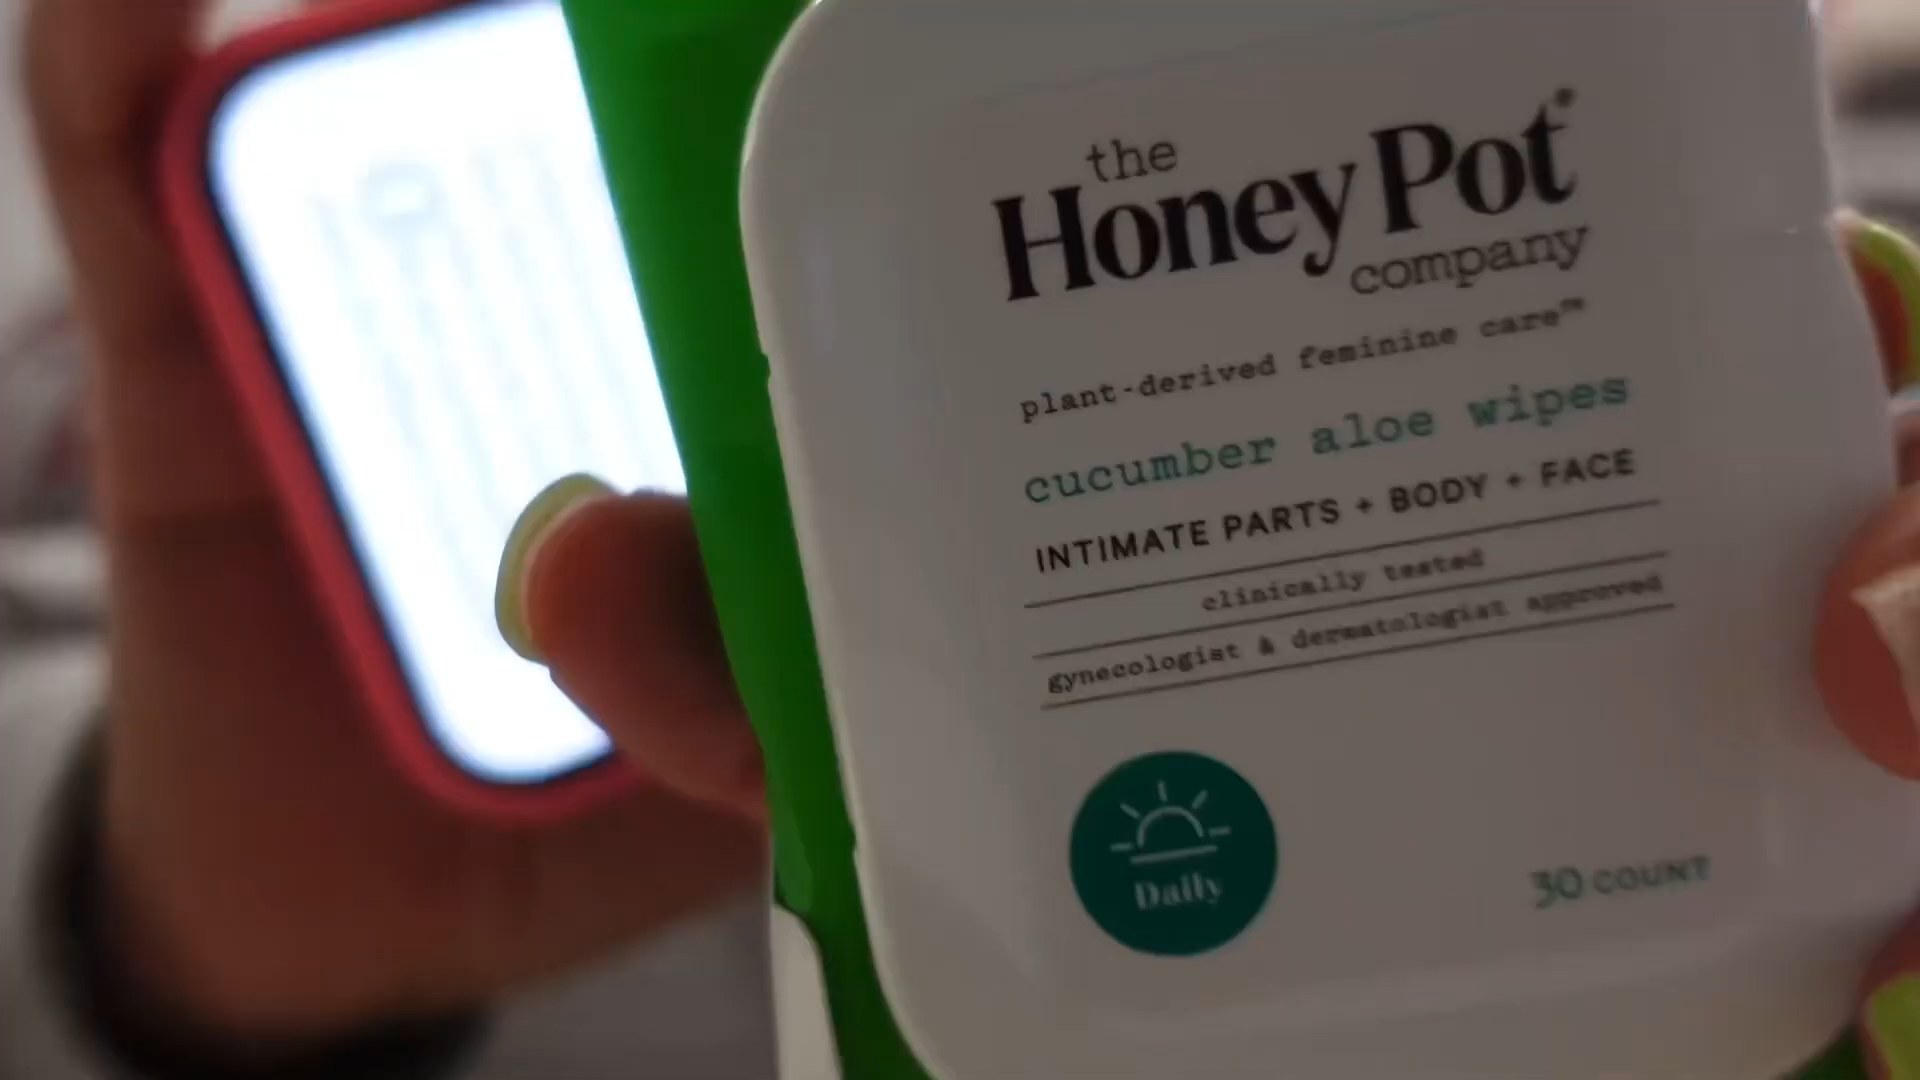 the
Honey Pot®
company
plant-derived feminine care™
cucumber aloe wipes
INTIMATE PARTS + BODY + FACE
clinically tested
gynecologist & dermatologist approved
Daily
30 COUNT